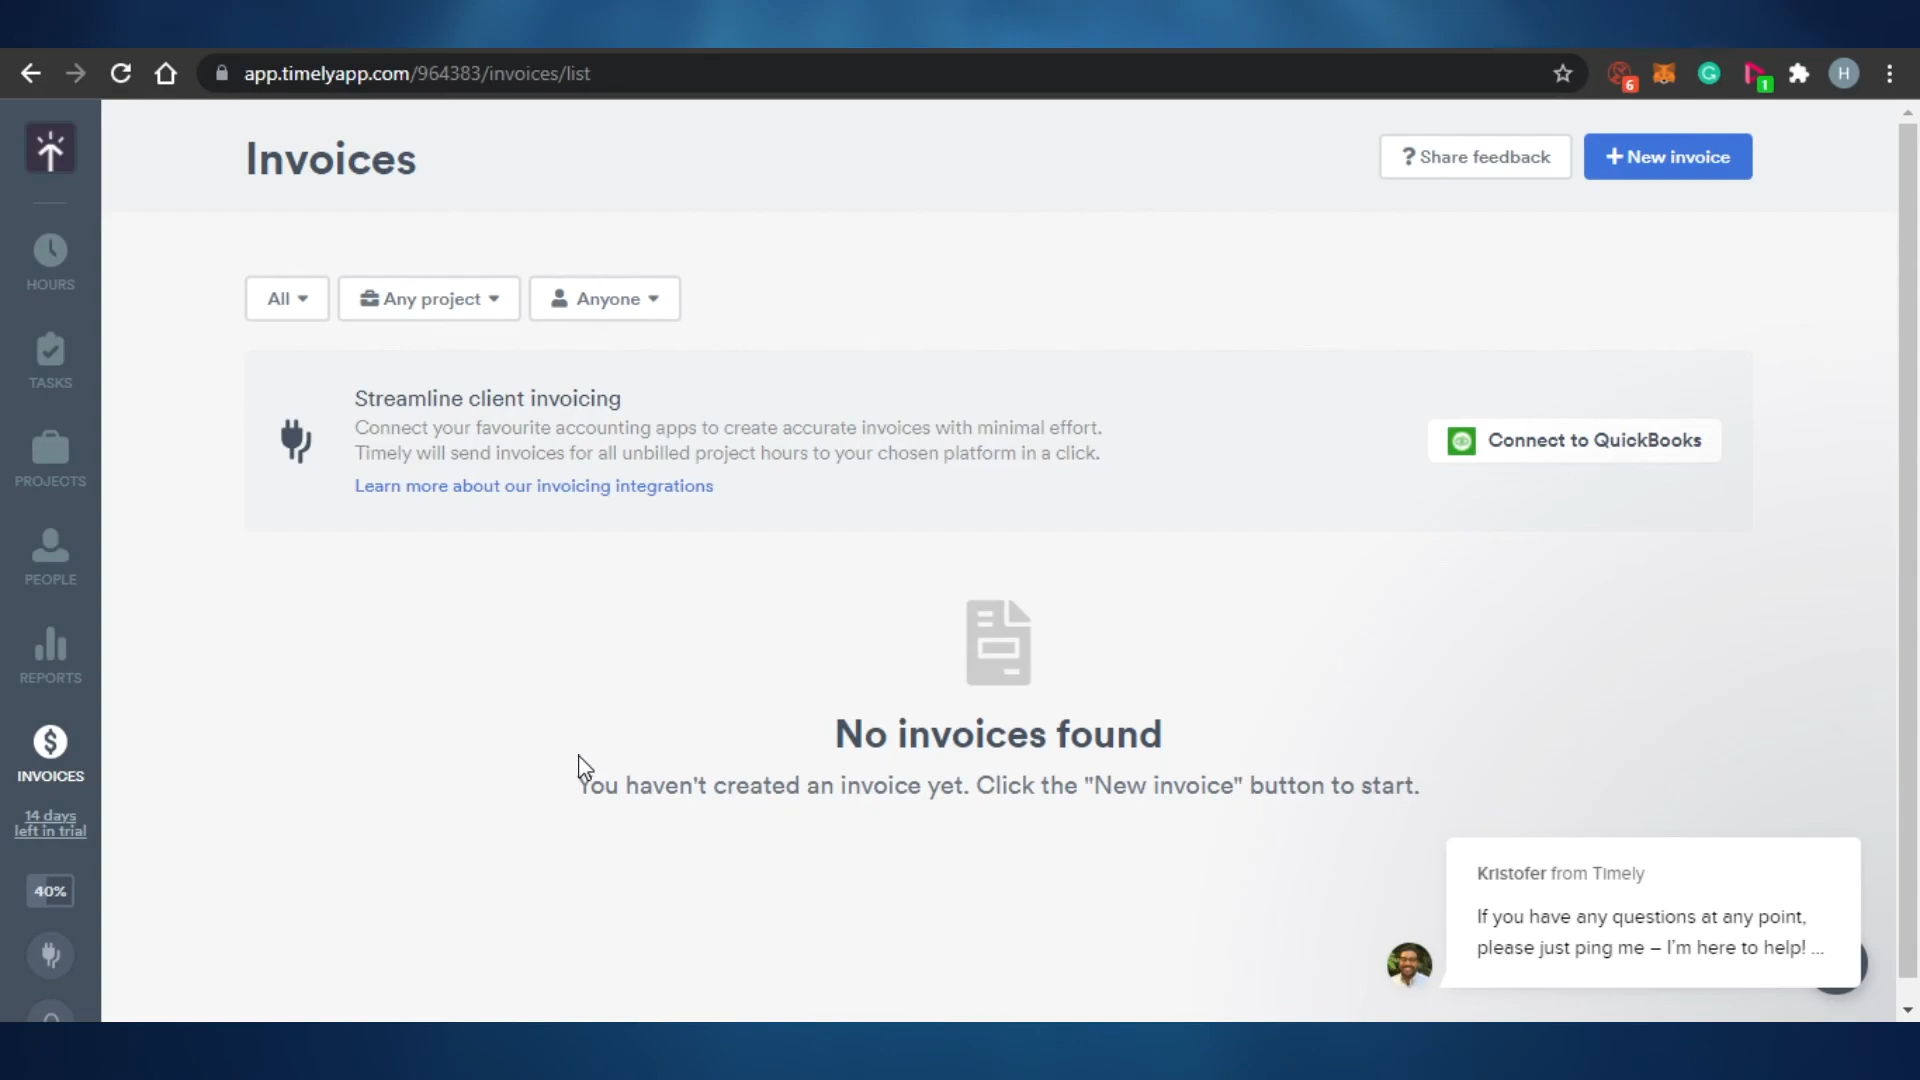 app.timelyapp.com/964383/invoices/list
6
1
H
Invoices
? Share feedback
+ New invoice
HOURS
TASKS
PROJECTS
PEOPLE
REPORTS
INVOICES
14 days
left in trial
40%
All
Any project
Anyone
Streamline client invoicing
Connect your favourite accounting apps to create accurate invoices with minimal effort.
Timely will send invoices for all unbilled project hours to your chosen platform in a click.
Learn more about our invoicing integrations
Connect to QuickBooks
No invoices found
You haven't created an invoice yet. Click the "New invoice" button to start.
Kristofer from Timely
If you have any questions at any point,
please just ping me – I'm here to help! ...